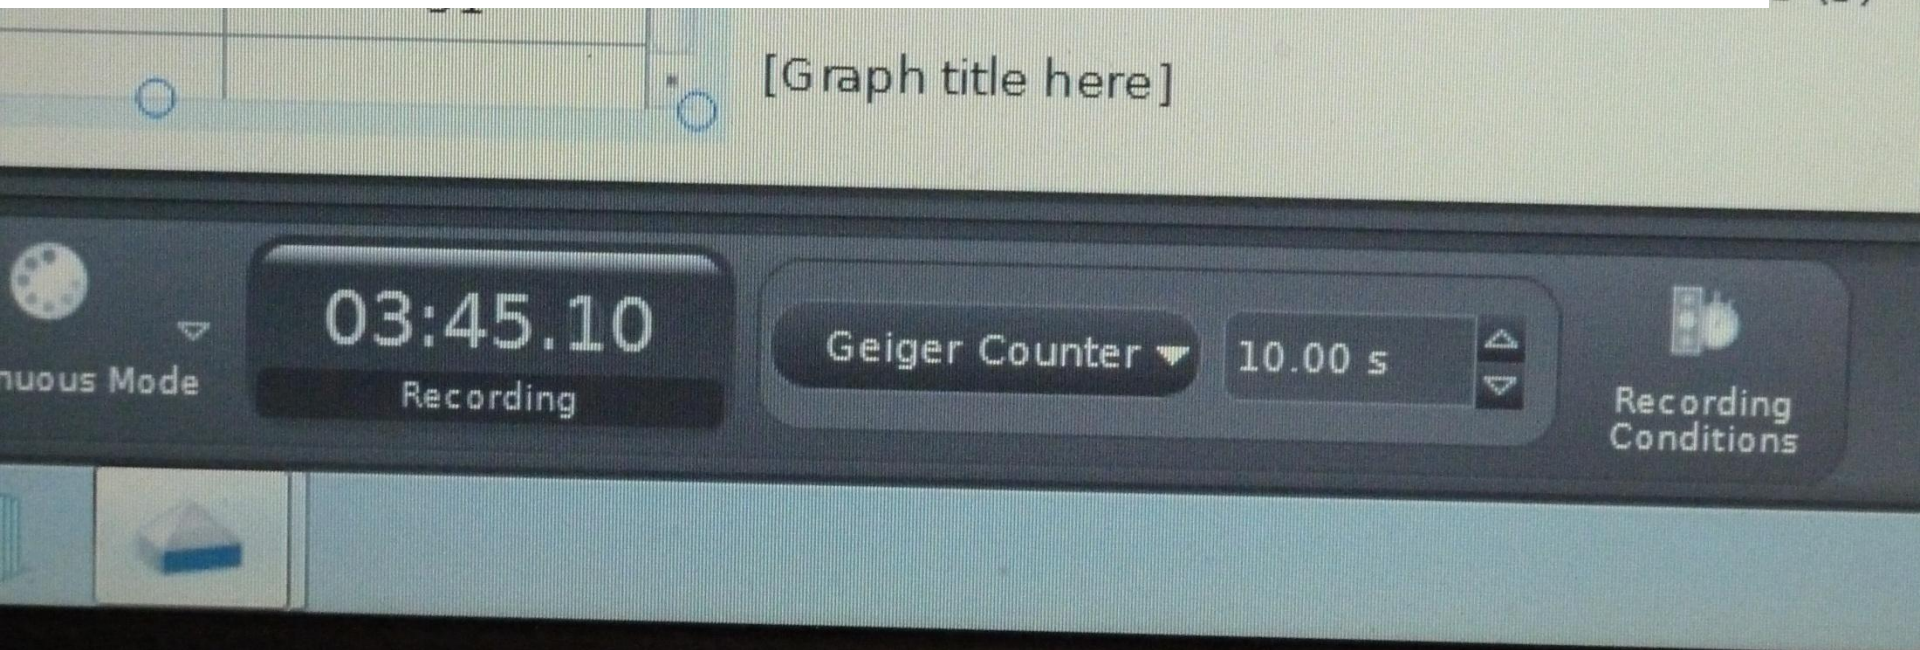 [Graph title here]
nuous Mode
03:45.10
Recording
Geiger Counter
10.00 s
Recording
Conditions